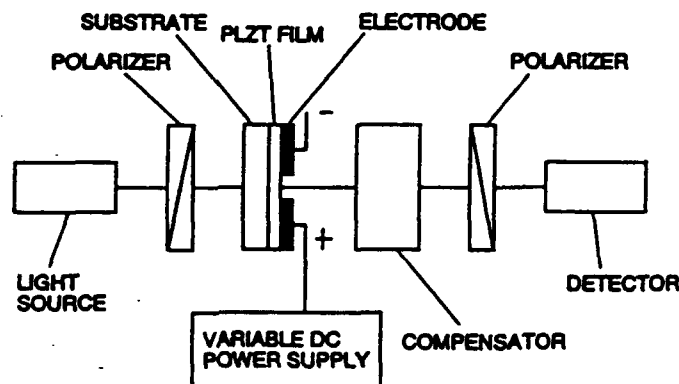 SUBSTRATE
PLZT FILM
ELECTRODE
POLARIZER
POLARIZER
-
+
LIGHT
SOURCE
DETECTOR
VARIABLE DC
POWER SUPPLY
COMPENSATOR